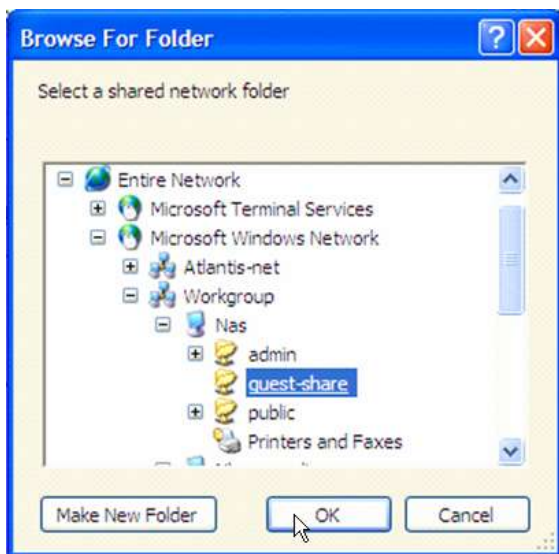 Browse For Folder
Select a shared network folder
Entire Network
Microsoft Terminal Services
Microsoft Windows Network
Atlantis-net
Workgroup
Nas
admin
guest-share
public
Printers and Faxes
Make New Folder
OK
Cancel